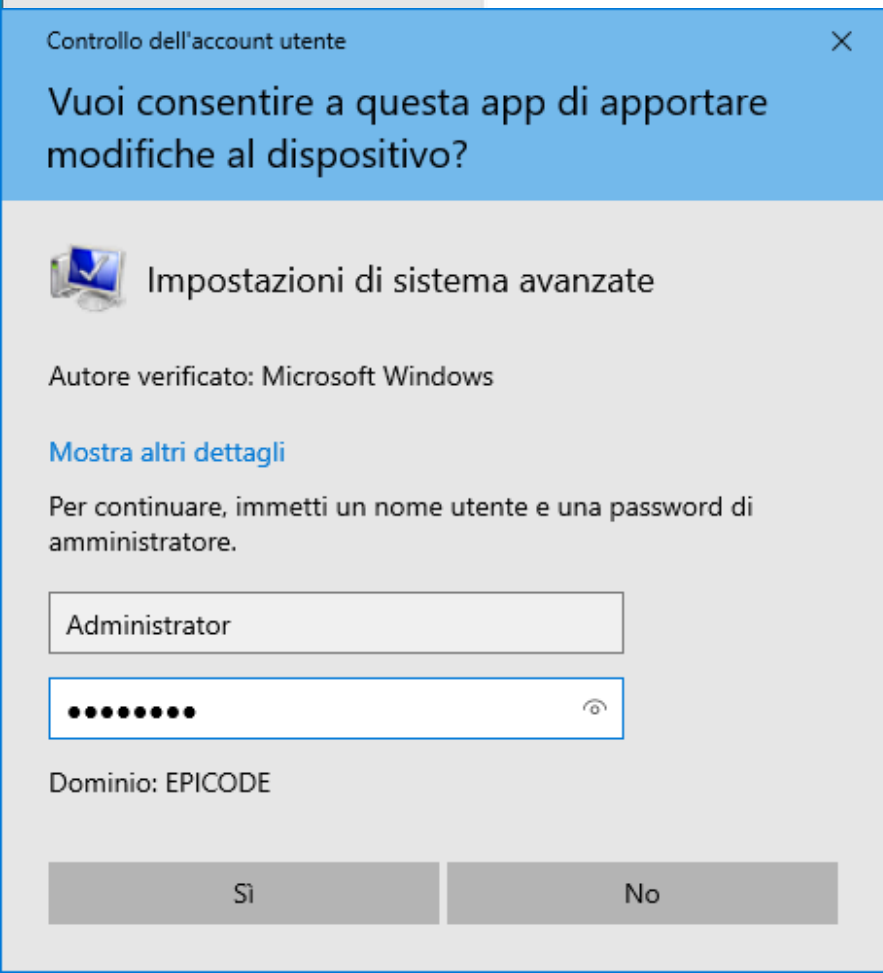 Controllo dell'account utente
Vuoi consentire a questa app di apportare
modifiche al dispositivo?
Impostazioni di sistema avanzate
Autore verificato: Microsoft Windows
Mostra altri dettagli
Per continuare, immetti un nome utente e una password di
amministratore.
Administrator
●●●●●●●●
Dominio: EPICODE
Sì
No